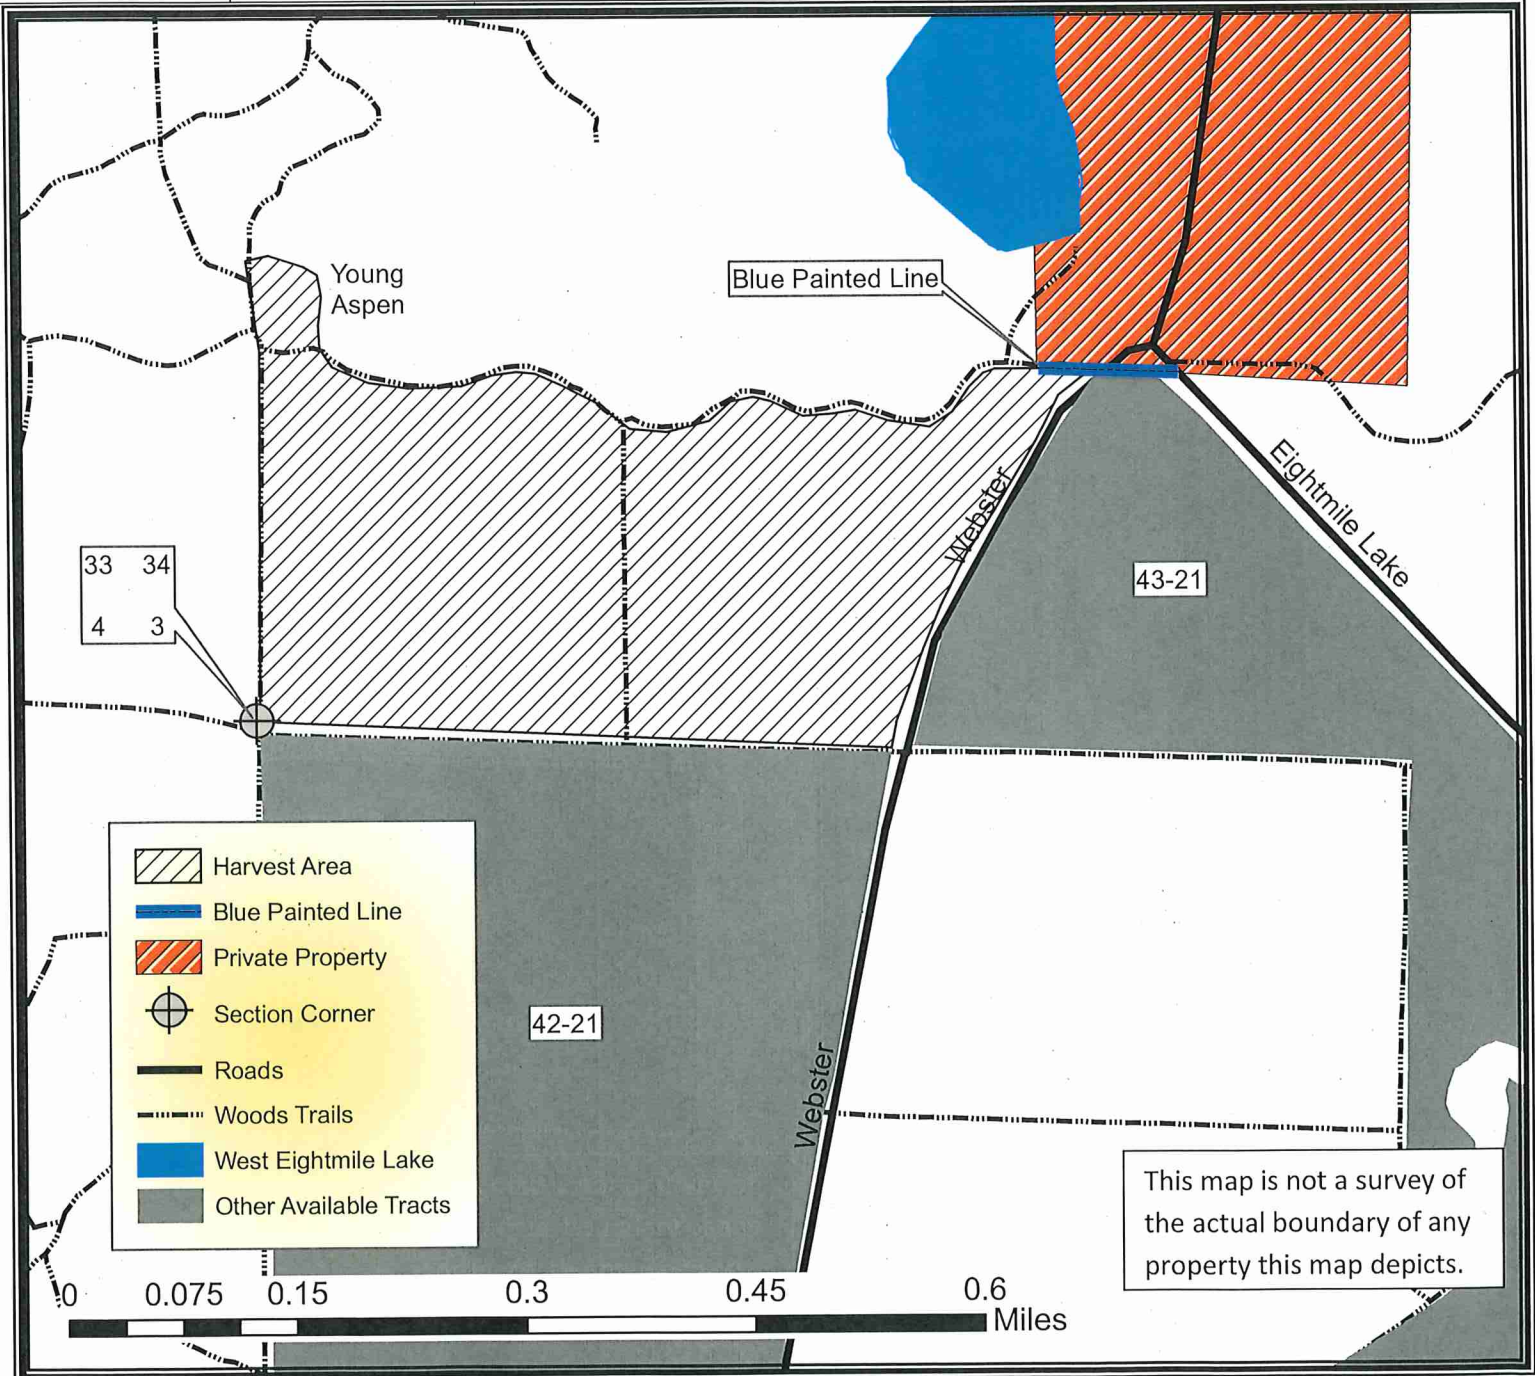 Young
Aspen
Blue Painted Line
Webster
Eightmile Lake
33 34
4 3
43-21
Harvest Area
Blue Painted Line
Private Property
Section Corner
Roads
Woods Trails
West Eightmile Lake
Other Available Tracts
42-21
Webster
This map is not a survey of
the actual boundary of any
property this map depicts.
0 0.075 0.15 0.3 0.45 0.6
Miles